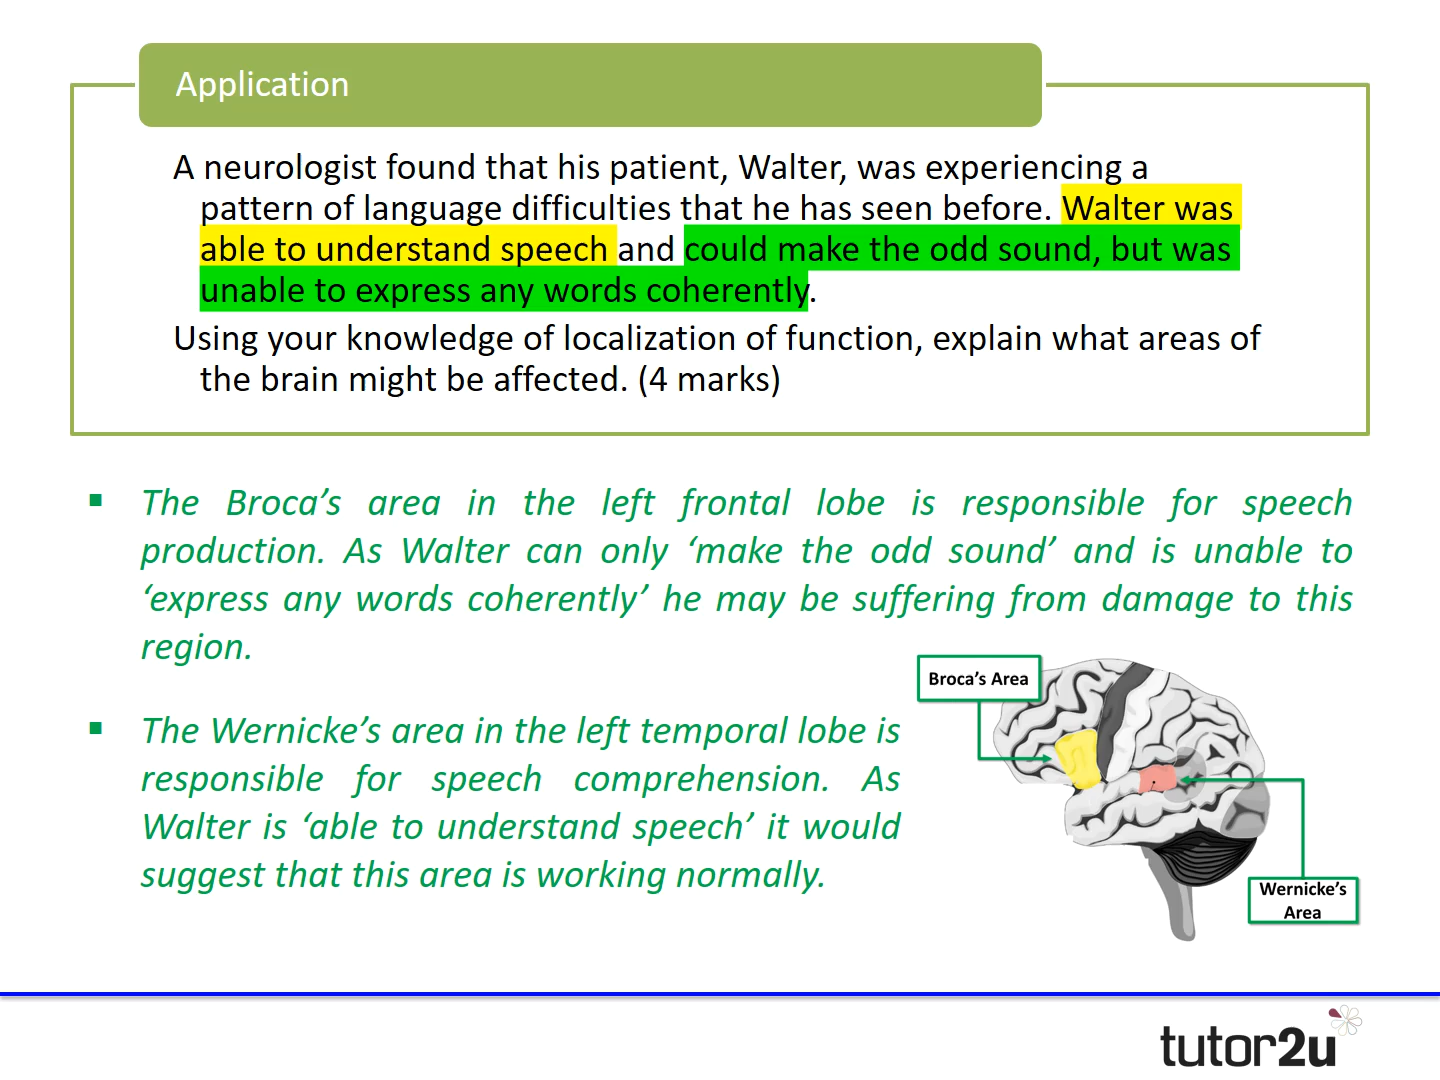 Application
A neurologist found that his patient, Walter, was experiencing a
pattern of language difficulties that he has seen before. Walter was
able to understand speech and could make the odd sound, but was
unable to express any words coherently.
Using your knowledge of localization of function, explain what areas of
the brain might be affected. (4 marks)
▪ The Broca’s area in the left frontal lobe is responsible for speech
production. As Walter can only ‘make the odd sound’ and is unable to
‘express any words coherently’ he may be suffering from damage to this
region.
▪ The Wernicke’s area in the left temporal lobe is
responsible for speech comprehension. As
Walter is ‘able to understand speech’ it would
suggest that this area is working normally.
Broca’s Area
Wernicke’s
Area
tutor2u